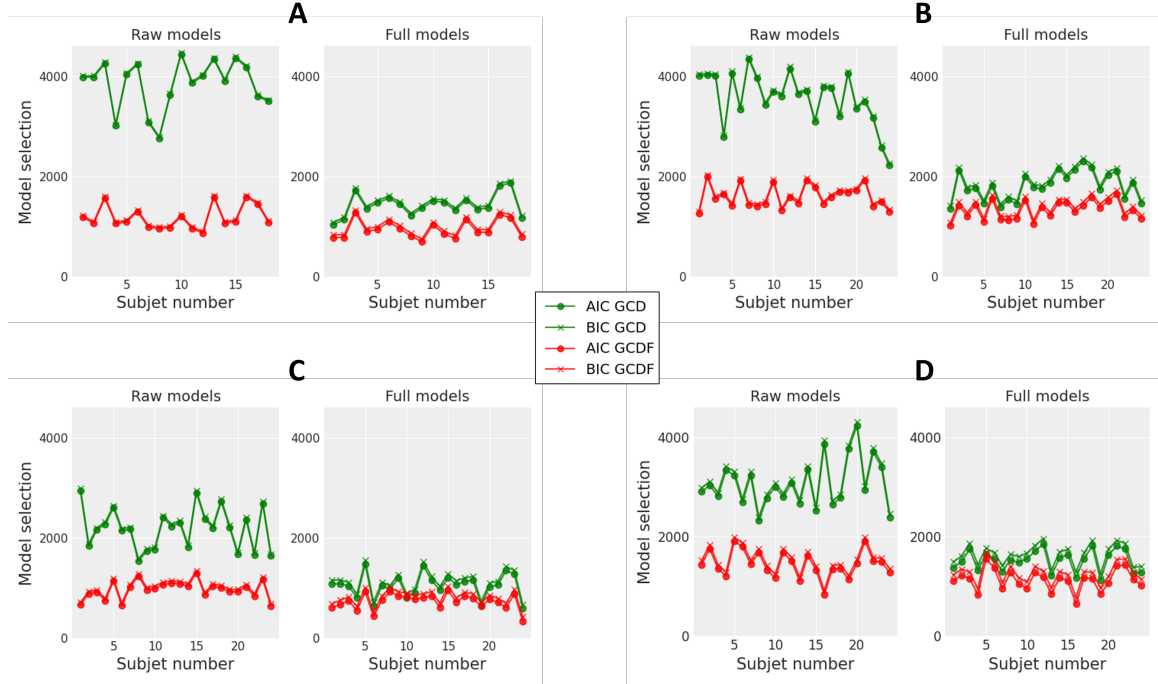 A
Raw models
Full models
Model selection
4000
2000
0
5
10
15
5
10
15
Subjet number
Subjet number
B
Raw models
Full models
Model selection
4000
2000
0
4000
2000
0
5
10
15
20
5
10
15
20
Subjet number
Subjet number
AIC GCD
BIC GCD
AIC GCDF
BIC GCDF
C
Raw models
Full models
Model selection
4000
2000
0
4000
2000
0
5
10
15
20
5
10
15
20
Subjet number
Subjet number
D
Raw models
Full models
Model selection
4000
2000
0
4000
2000
0
5
10
15
20
5
10
15
20
Subjet number
Subjet number